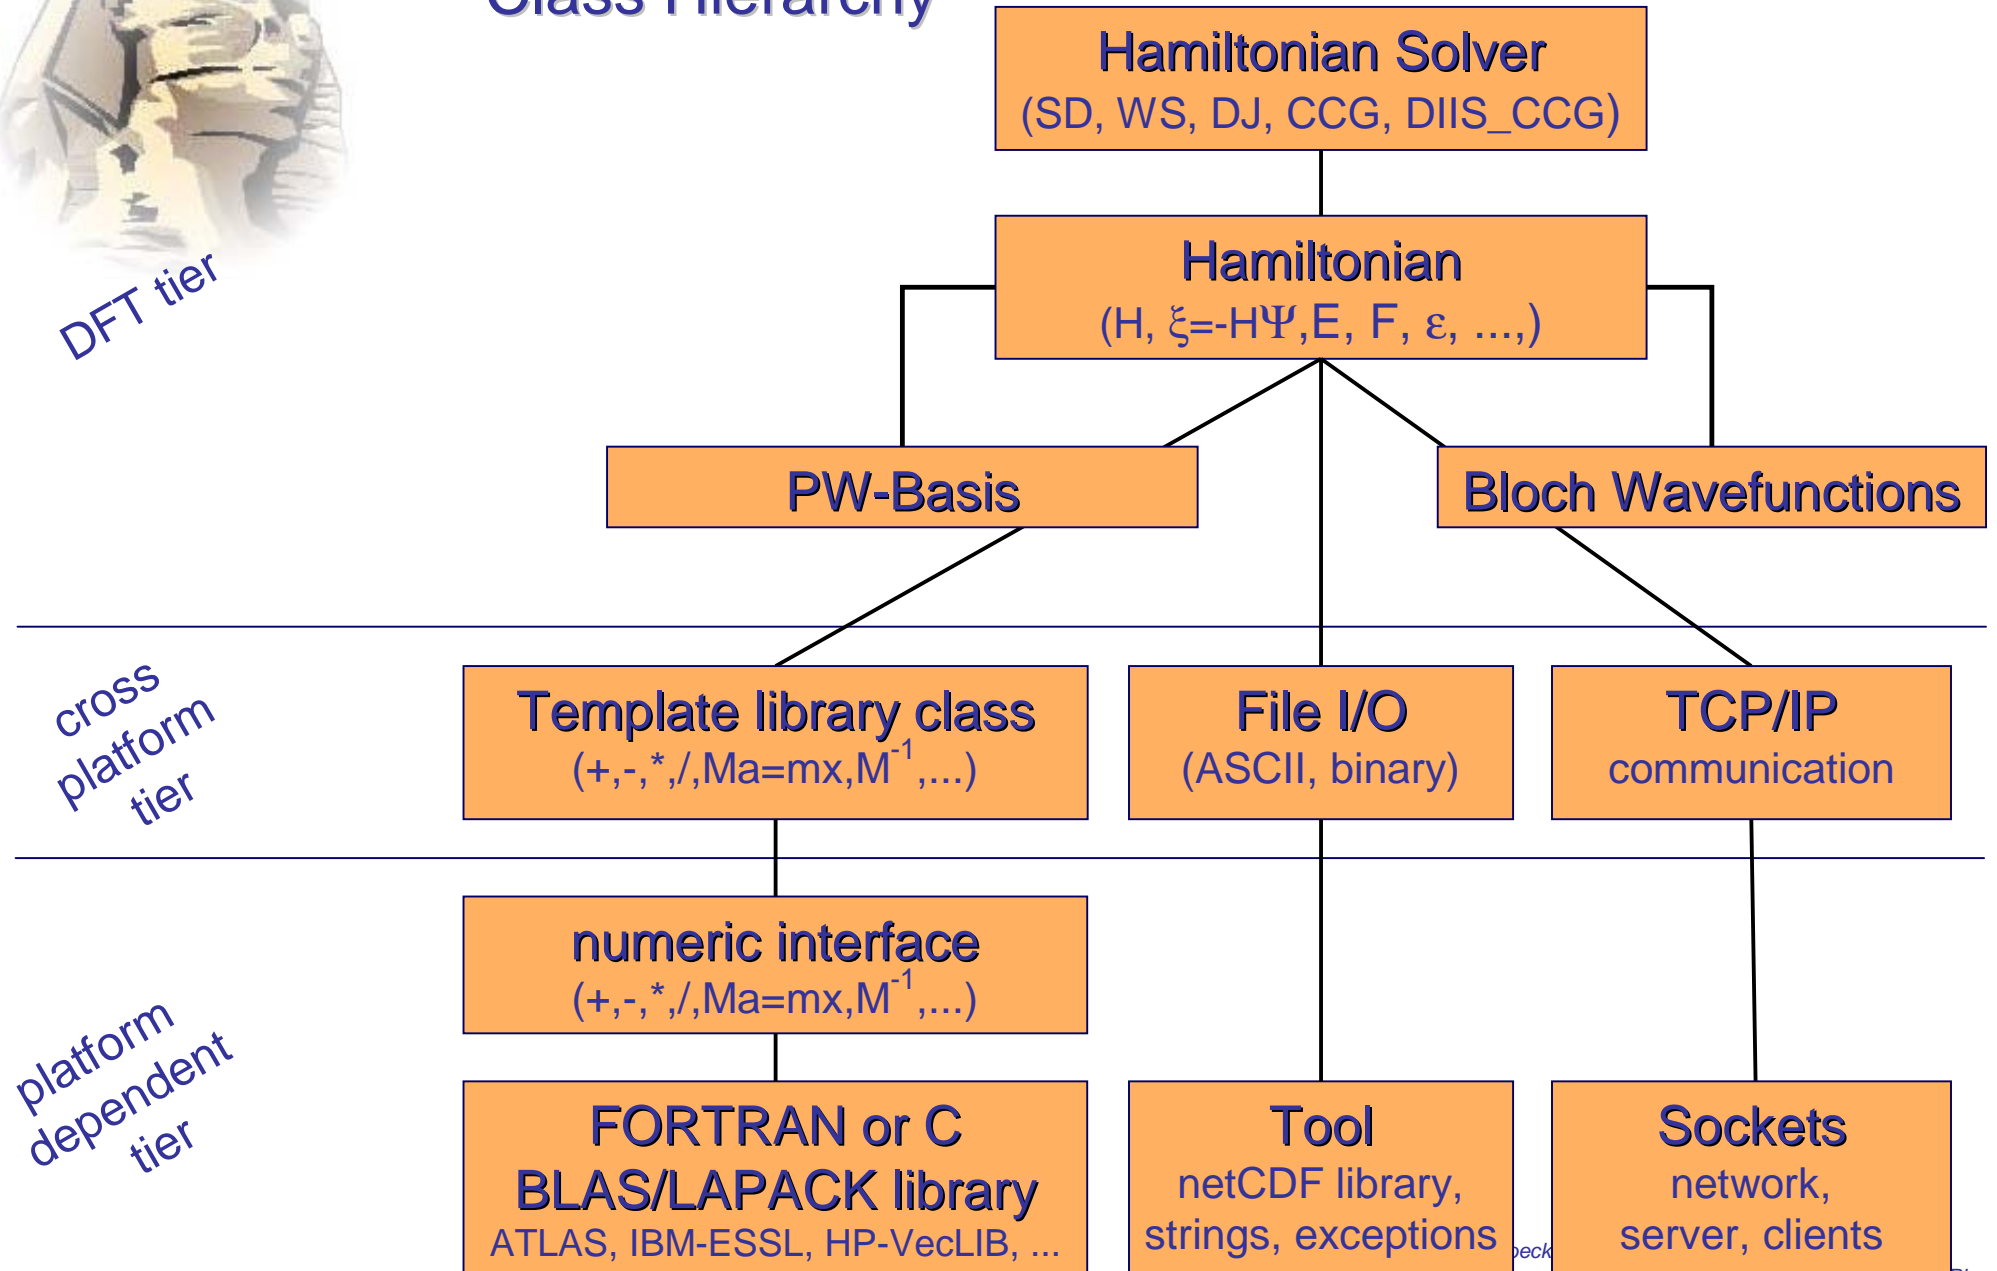 Class Hierarchy
Hamiltonian Solver
(SD, WS, DJ, CCG, DIIS_CCG)
Hamiltonian
(H, ξ=-HΨ,E, F, ε, ...,)
DFT tier
PW-Basis
Bloch Wavefunctions
cross
platform
tier
Template library class
(+,-,*,/,Ma=mx,M⁻¹,...)
File I/O
(ASCII, binary)
TCP/IP
communication
platform
dependent
tier
numeric interface
(+,-,*,/,Ma=mx,M⁻¹,...)
FORTRAN or C
BLAS/LAPACK library
ATLAS, IBM-ESSL, HP-VecLIB, ...
Tool
netCDF library,
strings, exceptions
Sockets
network,
server, clients